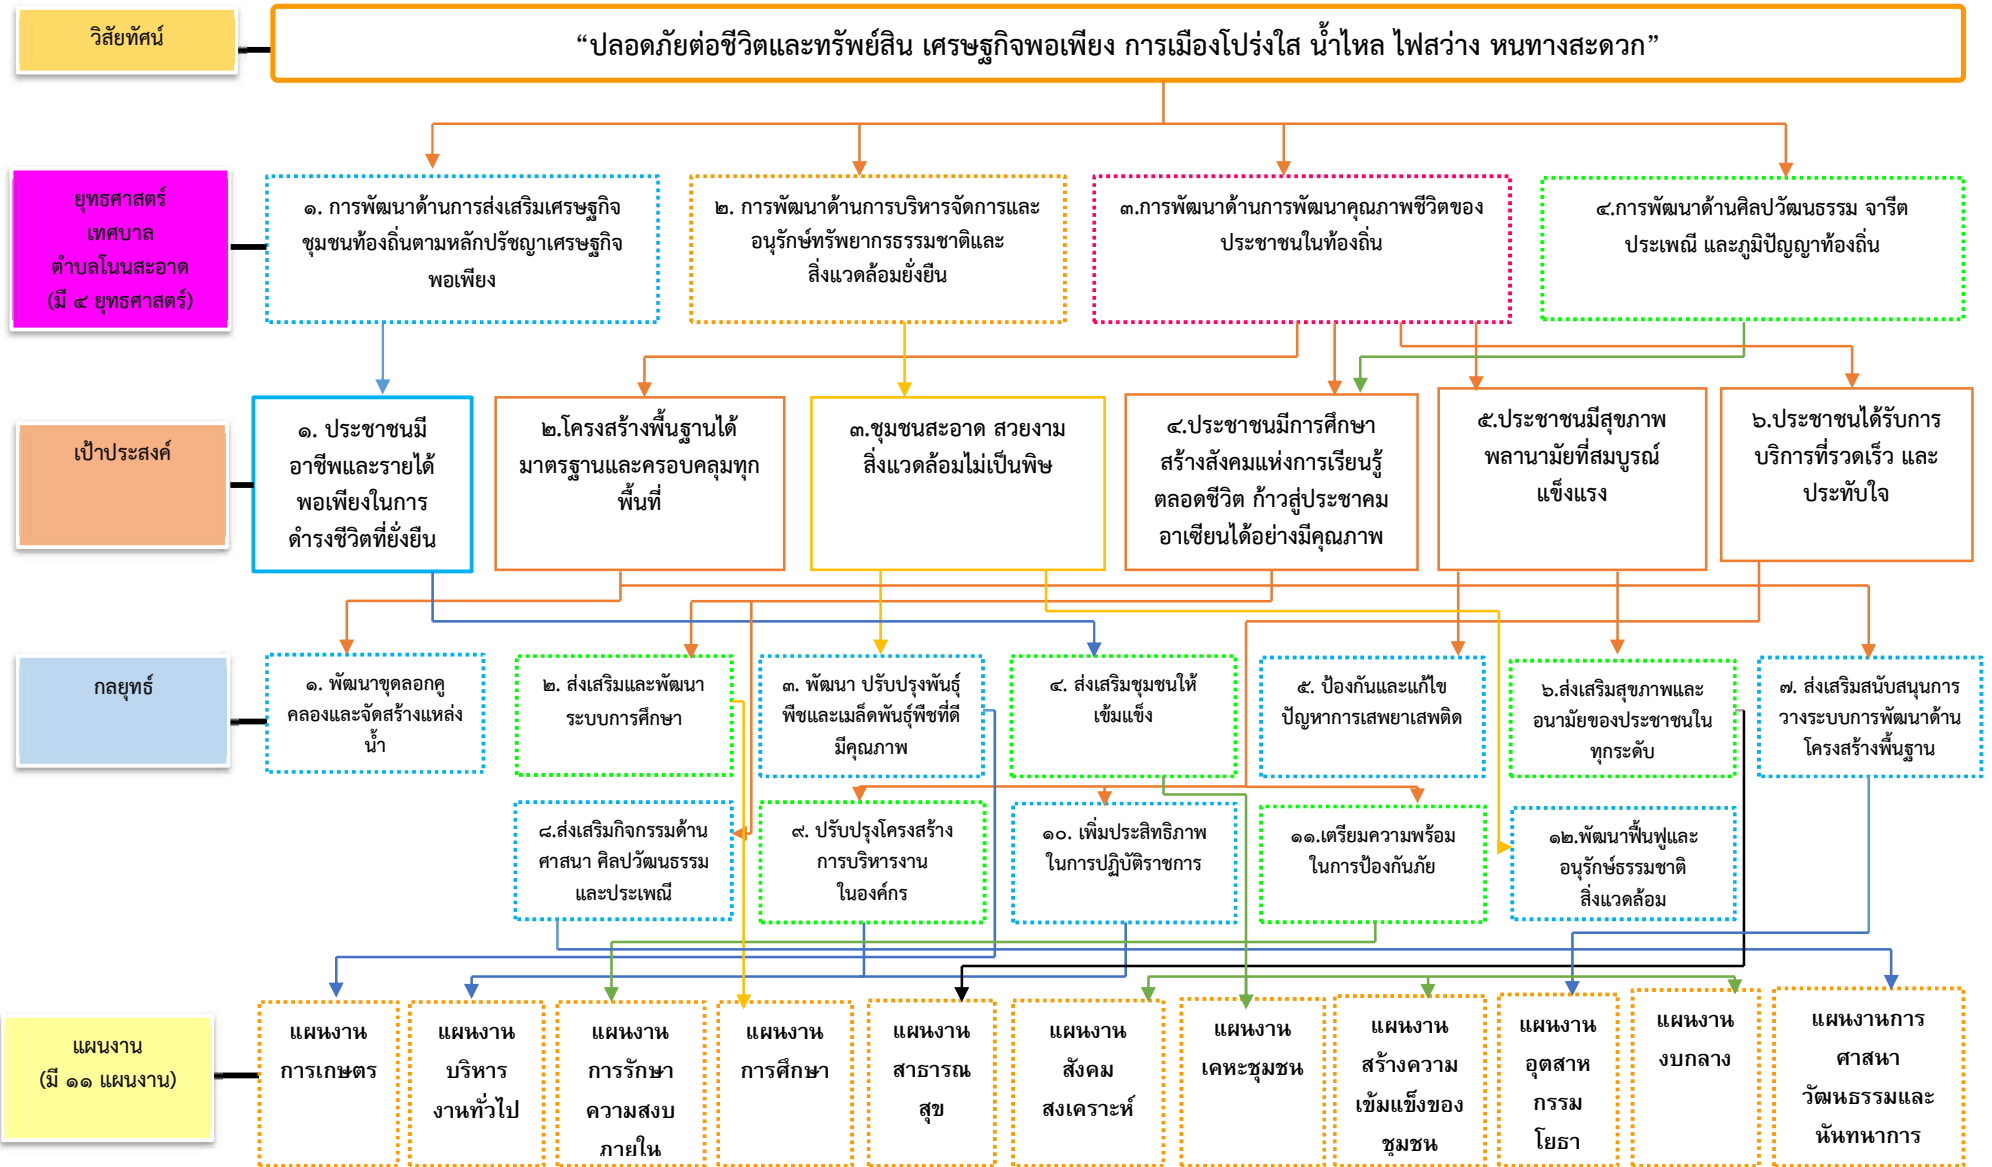 วิสัยทัศน์
“ปลอดภัยต่อชีวิตและทรัพย์สิน เศรษฐกิจพอเพียง การเมืองโปร่งใส น้ำไหล ไฟสว่าง หนทางสะดวก”
ยุทธศาสตร์
เทศบาล
ตำบลโนนสะอาด
(มี ๔ ยุทธศาสตร์)
๑. การพัฒนาด้านการส่งเสริมเศรษฐกิจ
ชุมชนท้องถิ่นตามหลักปรัชญาเศรษฐกิจ
พอเพียง
๒. การพัฒนาด้านการบริหารจัดการและ
อนุรักษ์ทรัพยากรธรรมชาติและ
สิ่งแวดล้อมยั่งยืน
๓.การพัฒนาด้านการพัฒนาคุณภาพชีวิตของ
ประชาชนในท้องถิ่น
๔.การพัฒนาด้านศิลปวัฒนธรรม จารีต
ประเพณี และภูมิปัญญาท้องถิ่น
เป้าประสงค์
๑. ประชาชนมี
อาชีพและรายได้
พอเพียงในการ
ดำรงชีวิตที่ยั่งยืน
๒.โครงสร้างพื้นฐานได้
มาตรฐานและครอบคลุมทุก
พื้นที่
๓.ชุมชนสะอาด สวยงาม
สิ่งแวดล้อมไม่เป็นพิษ
๔.ประชาชนมีการศึกษา
สร้างสังคมแห่งการเรียนรู้
ตลอดชีวิต ก้าวสู่ประชาคม
อาเซียนได้อย่างมีคุณภาพ
๕.ประชาชนมีสุขภาพ
พลานามัยที่สมบูรณ์
แข็งแรง
๖.ประชาชนได้รับการ
บริการที่รวดเร็ว และ
ประทับใจ
กลยุทธ์
๑. พัฒนาขุดลอกคู
คลองและจัดสร้างแหล่ง
น้ำ
๒. ส่งเสริมและพัฒนา
ระบบการศึกษา
๓. พัฒนา ปรับปรุงพันธุ์
พืชและเมล็ดพันธุ์พืชที่ดี
มีคุณภาพ
๔. ส่งเสริมชุมชนให้
เข้มแข็ง
๕. ป้องกันและแก้ไข
ปัญหาการเสพยาเสพติด
๖.ส่งเสริมสุขภาพและ
อนามัยของประชาชนใน
ทุกระดับ
๗. ส่งเสริมสนับสนุนการ
วางระบบการพัฒนาด้าน
โครงสร้างพื้นฐาน
๘.ส่งเสริมกิจกรรมด้าน
ศาสนา ศิลปวัฒนธรรม
และประเพณี
๙. ปรับปรุงโครงสร้าง
การบริหารงาน
ในองค์กร
๑๐. เพิ่มประสิทธิภาพ
ในการปฏิบัติราชการ
๑๑.เตรียมความพร้อม
ในการป้องกันภัย
๑๒.พัฒนาฟื้นฟูและ
อนุรักษ์ธรรมชาติ
สิ่งแวดล้อม
แผนงาน
(มี ๑๑ แผนงาน)
แผนงาน
การเกษตร
แผนงาน
บริหาร
งานทั่วไป
แผนงาน
การรักษา
ความสงบ
ภายใน
แผนงาน
การศึกษา
แผนงาน
สาธารณ
สุข
แผนงาน
สังคม
สงเคราะห์
แผนงาน
เคหะชุมชน
แผนงาน
สร้างความ
เข้มแข็งของ
ชุมชน
แผนงาน
อุตสาห
กรรม
โยธา
แผนงาน
งบกลาง
แผนงานการ
ศาสนา
วัฒนธรรมและ
นันทนาการ